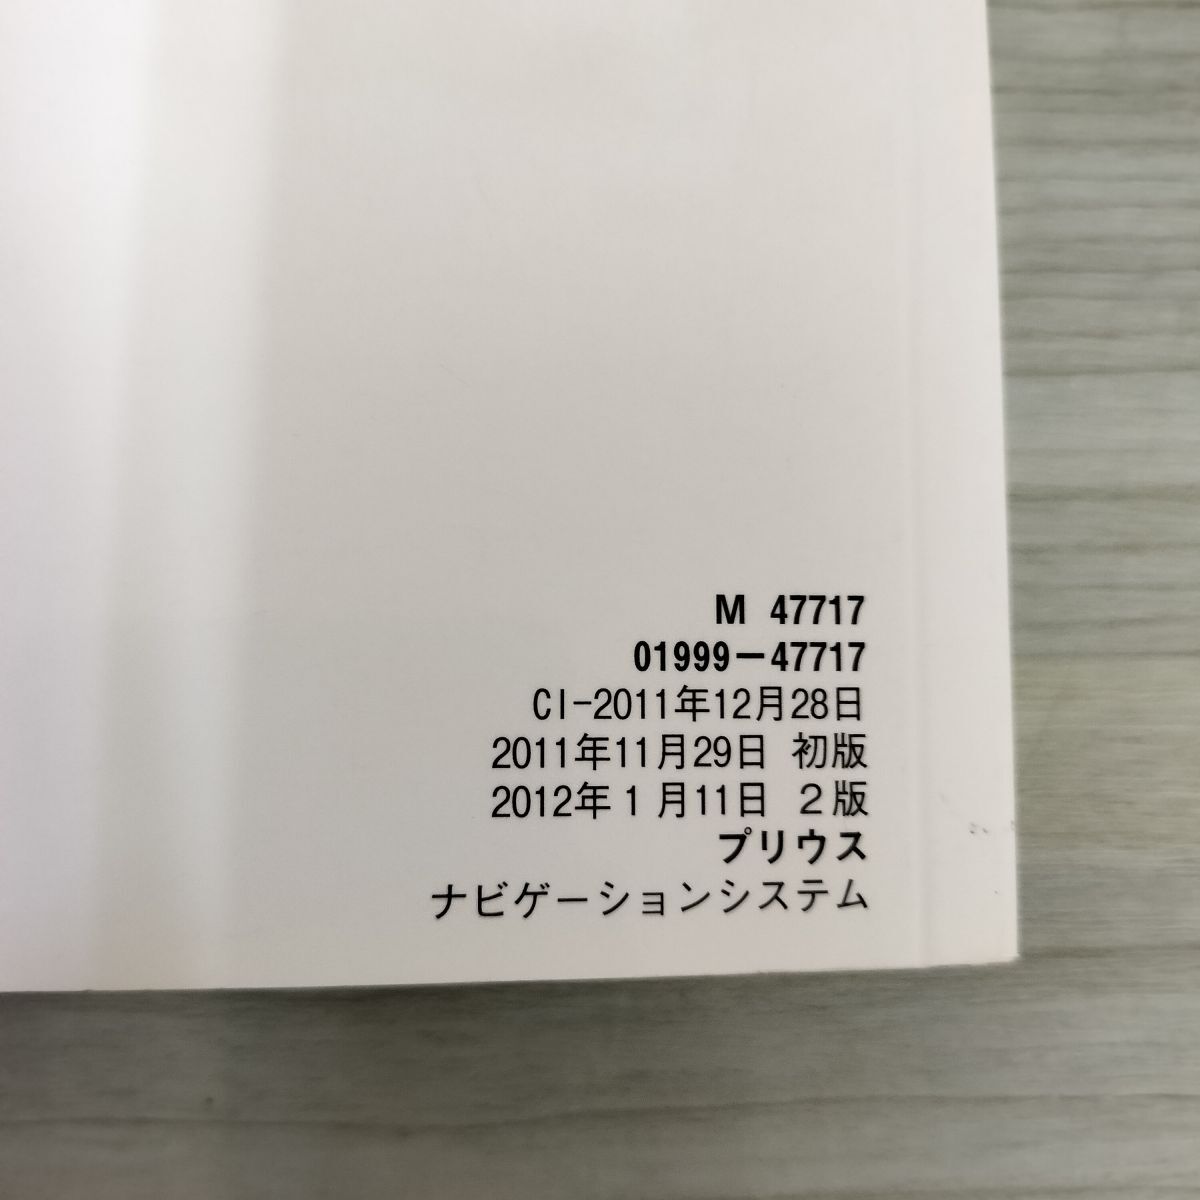 M 47717
01999−47717
CI-2011年12月28日
2011年11月29日 初版
2012年 1 月11日 2版
プリウス
ナビゲーションシステム